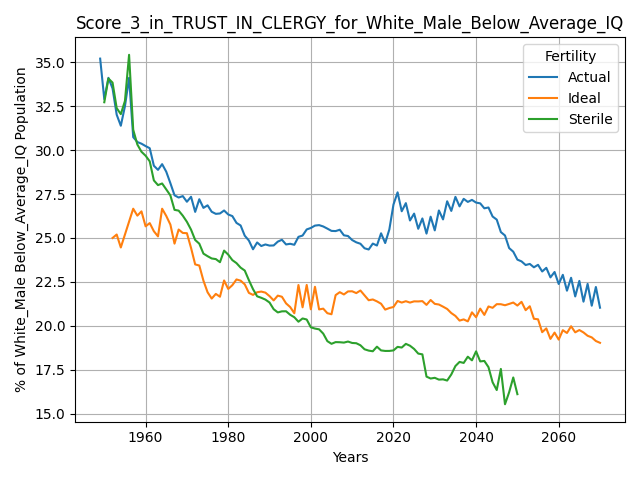 Score_3_in_TRUST_IN_CLERGY_for_White_Male_Below_Average_IQ
% of White_Male Below_Average_IQ Population
35.0
32.5
30.0
27.5
25.0
22.5
20.0
17.5
15.0
Fertility
Actual
Ideal
Sterile
1960
1980
2000
2020
2040
2060
Years